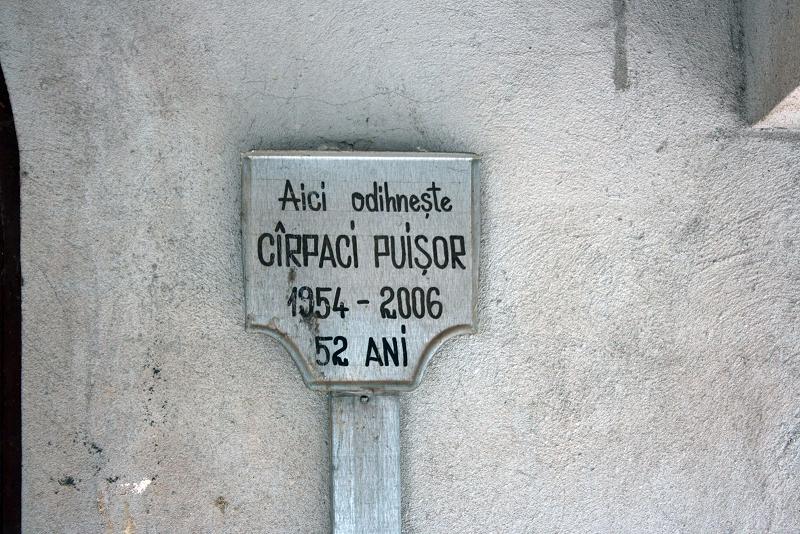 Aici odihnește
CÎRPACI PUIȘOR
1954 - 2006
52 ANI